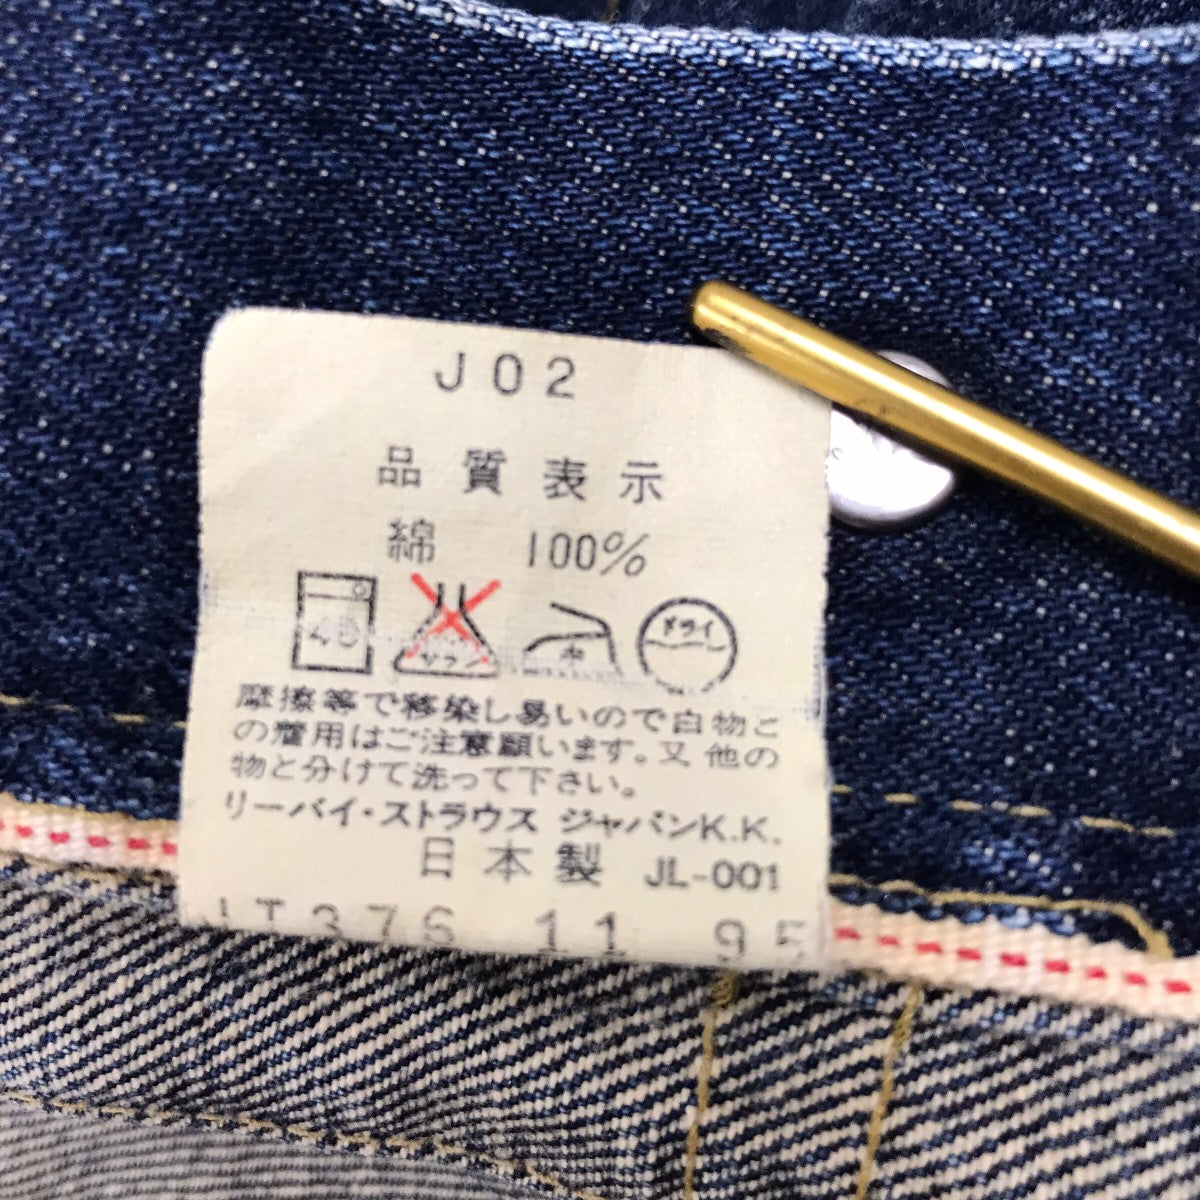 J02
品質表示
綿 100%
40 サラシ 中 ドライ
摩擦等で移染し易いので白物と
の着用はご注意願います。又他の
物と分けて洗って下さい。
リーバイ・ストラウス ジャパンK.K.
日本製 JL-001
JT376 11 95